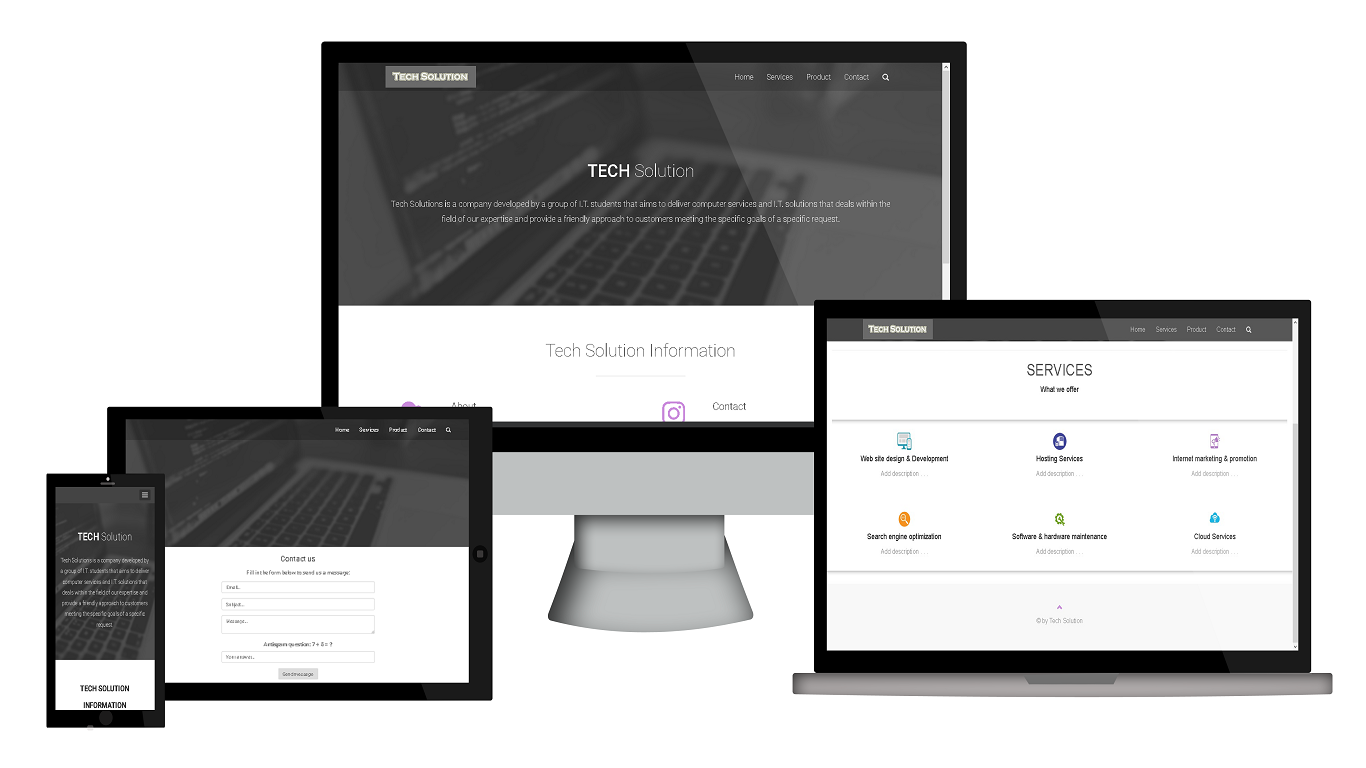 TECH SOLUTION
Home Services Product Contact
TECH Solution
Tech Solutions is a company developed by a group of I.T. students that aims to deliver computer services and I.T. solutions that deals within the
field of our expertise and provide a friendly approach to customers meeting the specific goals of a specific request.
Tech Solution Information
About
Contact
TECH SOLUTION
Home Services Product Contact
SERVICES
What we offer
Web site design & Development
Add description . . .
Hosting Services
Add description . . .
Internet marketing & promotion
Add description . . .
Search engine optimization
Add description . . .
Software & hardware maintenance
Add description . . .
Cloud Services
Add description . . .
© by Tech Solution
Home Services Product Contact
Contact us
Fill in the form below to send us a message:
Email...
Subject...
Message...
Antispam question: 7 + 5 = ?
Your answer...
Send message
TECH Solution
Tech Solutions is a company developed by
a group of I.T. students that aims to deliver
computer services and I.T. solutions that
deals within the field of our expertise and
provide a friendly approach to customers
meeting the specific goals of a specific
request.
TECH SOLUTION
INFORMATION